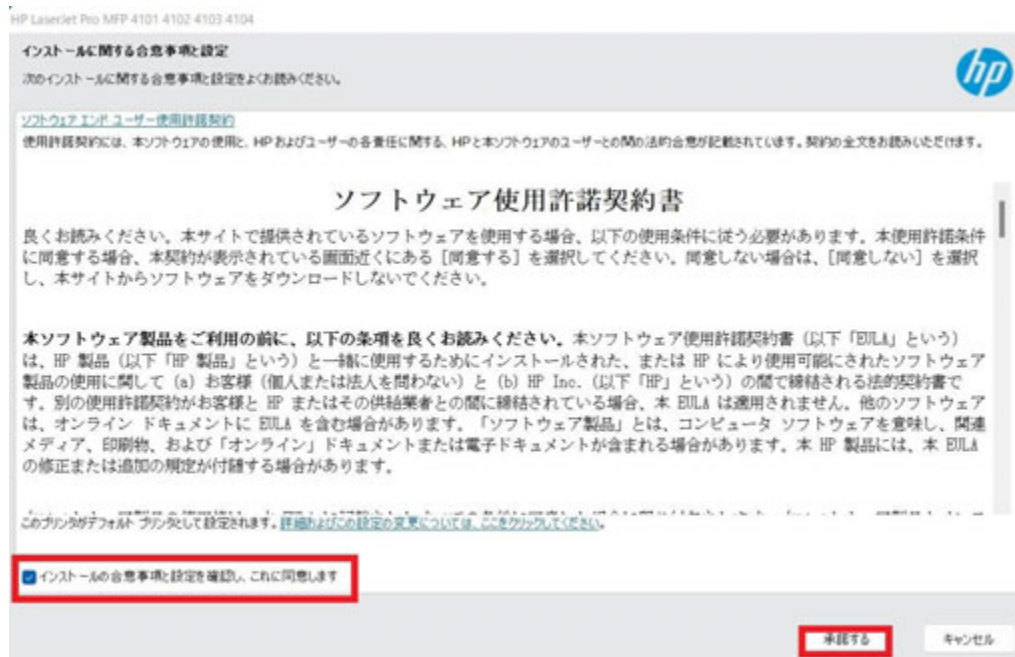 HP LaserJet Pro MFP 4101 4102 4103 4104
インストールに関する合意事項と設定
次のインストールに関する合意事項と設定をよくお読みください。
hp
ソフトウェア エンド ユーザー使用許諾契約
使用許諾契約には、本ソフトウェアの使用と、HP およびユーザーの各責任に関する、HP と本ソフトウェアのユーザーとの間の法的合意が記載されています。契約の全文をお読みいただけます。
ソフトウェア使用許諾契約書
良くお読みください。本サイトで提供されているソフトウェアを使用する場合、以下の使用条件に従う必要があります。本使用許諾条件
に同意する場合、本契約が表示されている画面近くにある [同意する] を選択してください。同意しない場合は、[同意しない] を選択
し、本サイトからソフトウェアをダウンロードしないでください。
本ソフトウェア製品をご利用の前に、以下の条項を良くお読みください。本ソフトウェア使用許諾契約書 (以下「EULA」という)
は、HP 製品 (以下「HP 製品」という) と一緒に使用するためにインストールされた、または HP により使用可能にされたソフトウェア
製品の使用に関して (a) お客様 (個人または法人を問わない) と (b) HP Inc. (以下「HP」という) の間で締結される法的契約書で
す。別の使用許諾契約がお客様と HP またはその供給業者との間に締結されている場合、本 EULA は適用されません。他のソフトウェア
は、オンライン ドキュメントに EULA を含む場合があります。「ソフトウェア製品」とは、コンピュータ ソフトウェアを意味し、関連
メディア、印刷物、および「オンライン」ドキュメントまたは電子ドキュメントが含まれる場合があります。本 HP 製品には、本 EULA
の修正または追加の規定が付随する場合があります。
このプリンタがデフォルト プリンタとして設定されます。詳細およびこの設定の変更については、ここをクリックしてください。
インストールの合意事項と設定を確認し、これに同意します
承諾する
キャンセル